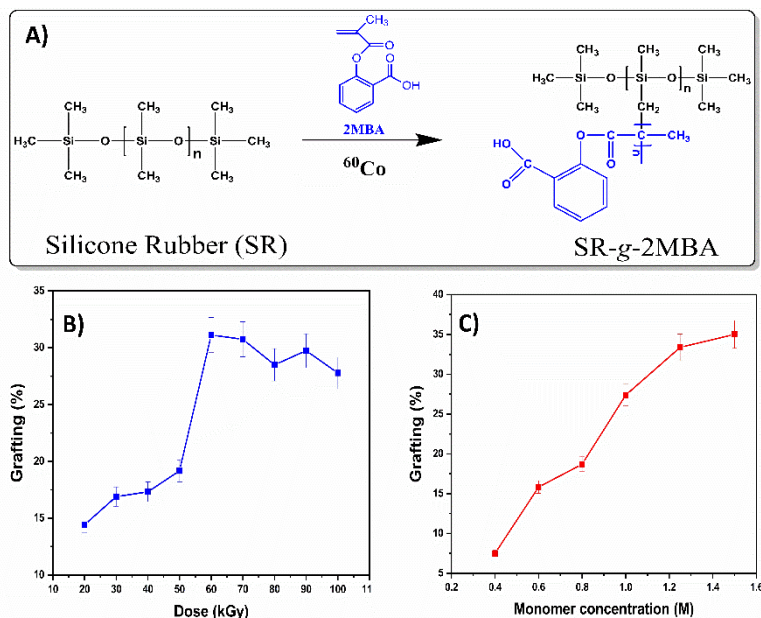 A)
CH₃
O
O
O
OH
2MBA
⁶⁰Co
CH₃ CH₃ CH₃
H₃C Si O Si O Si CH₃
n
CH₃ CH₃ CH₃
Silicone Rubber (SR)
CH₃ CH₃ CH₃
H₃C Si O Si O Si CH₃
n
CH₃ CH₂ CH₃
HO C O
O C C CH₃
O n
SR-g-2MBA
B)
Grafting (%)
35
30
25
20
15
10
10 20 30 40 50 60 70 80 90 100 11
Dose (kGy)
C)
Grafting (%)
40
35
30
25
20
15
10
5
0.2 0.4 0.6 0.8 1.0 1.2 1.4 1.6
Monomer concentration (M)